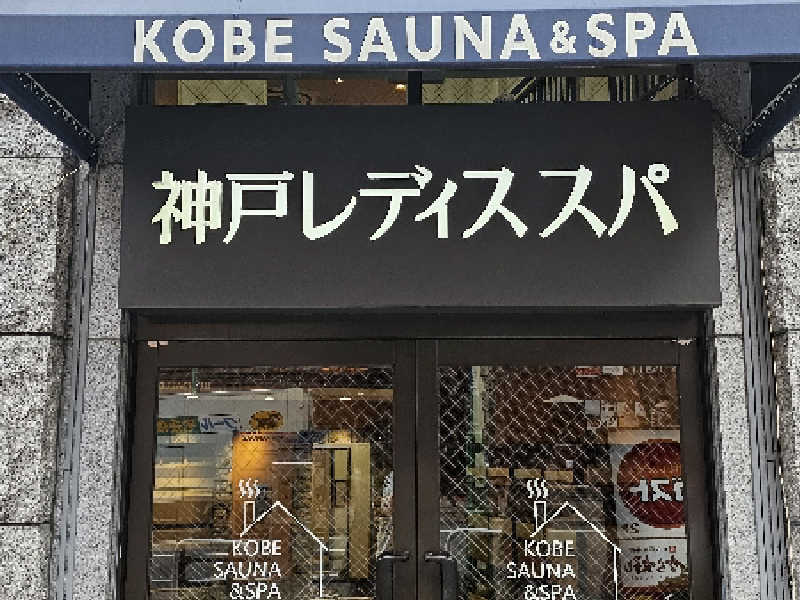 KOBE SAUNA & SPA
神戸レディススパ
KOBE
SAUNA
&SPA
KOBE
SAUNA
&SPA